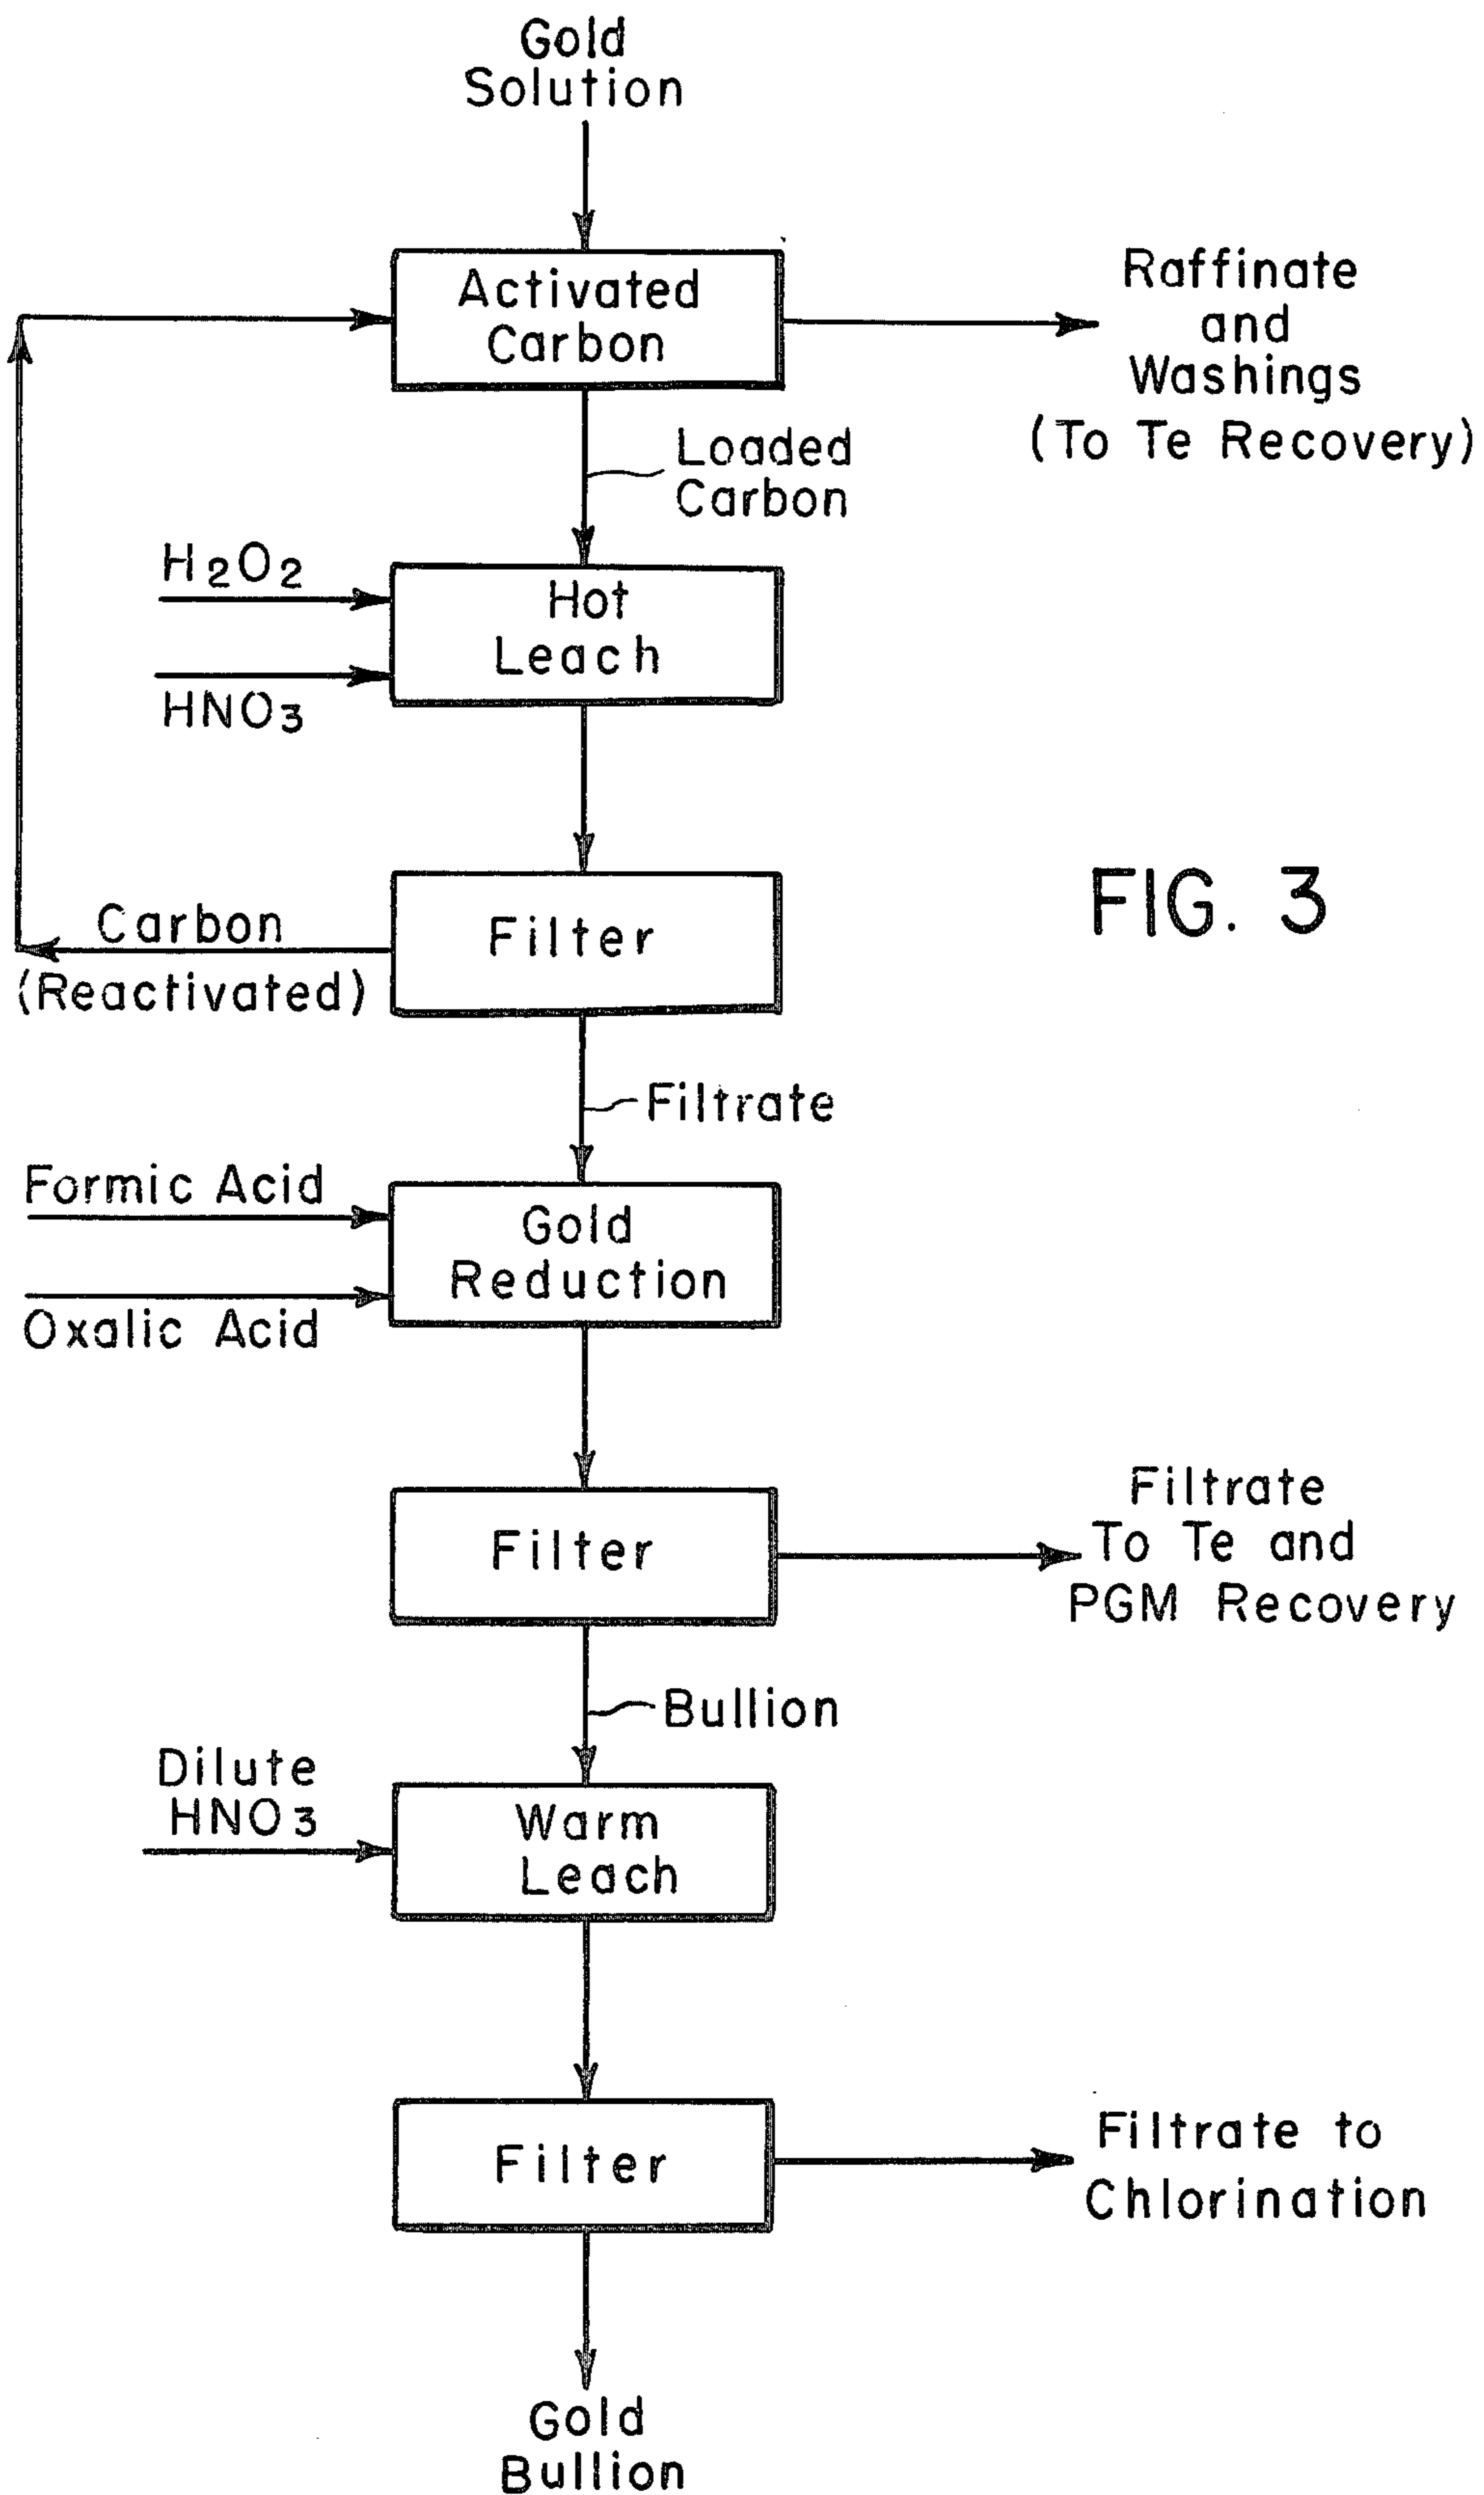 Gold
Solution
Activated
Carbon
Raffinate
and
Washings
(To Te Recovery)
Loaded
Carbon
H2O2
Hot
Leach
HNO3
FIG. 3
Carbon
(Reactivated)
Filter
Filtrate
Formic Acid
Gold
Reduction
Oxalic Acid
Filter
Filtrate
To Te and
PGM Recovery
Bullion
Dilute
HNO3
Warm
Leach
Filter
Filtrate to
Chlorination
Gold
Bullion